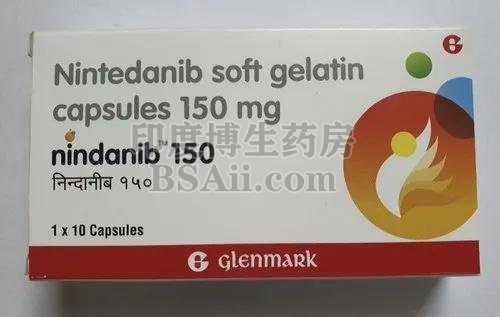 Nintedanib soft gelatin
capsules 150 mg
印度博生药房
nindanib™ 150
BSAii.com
निन्दानीब १५०
1 x 10 Capsules
G glenmark